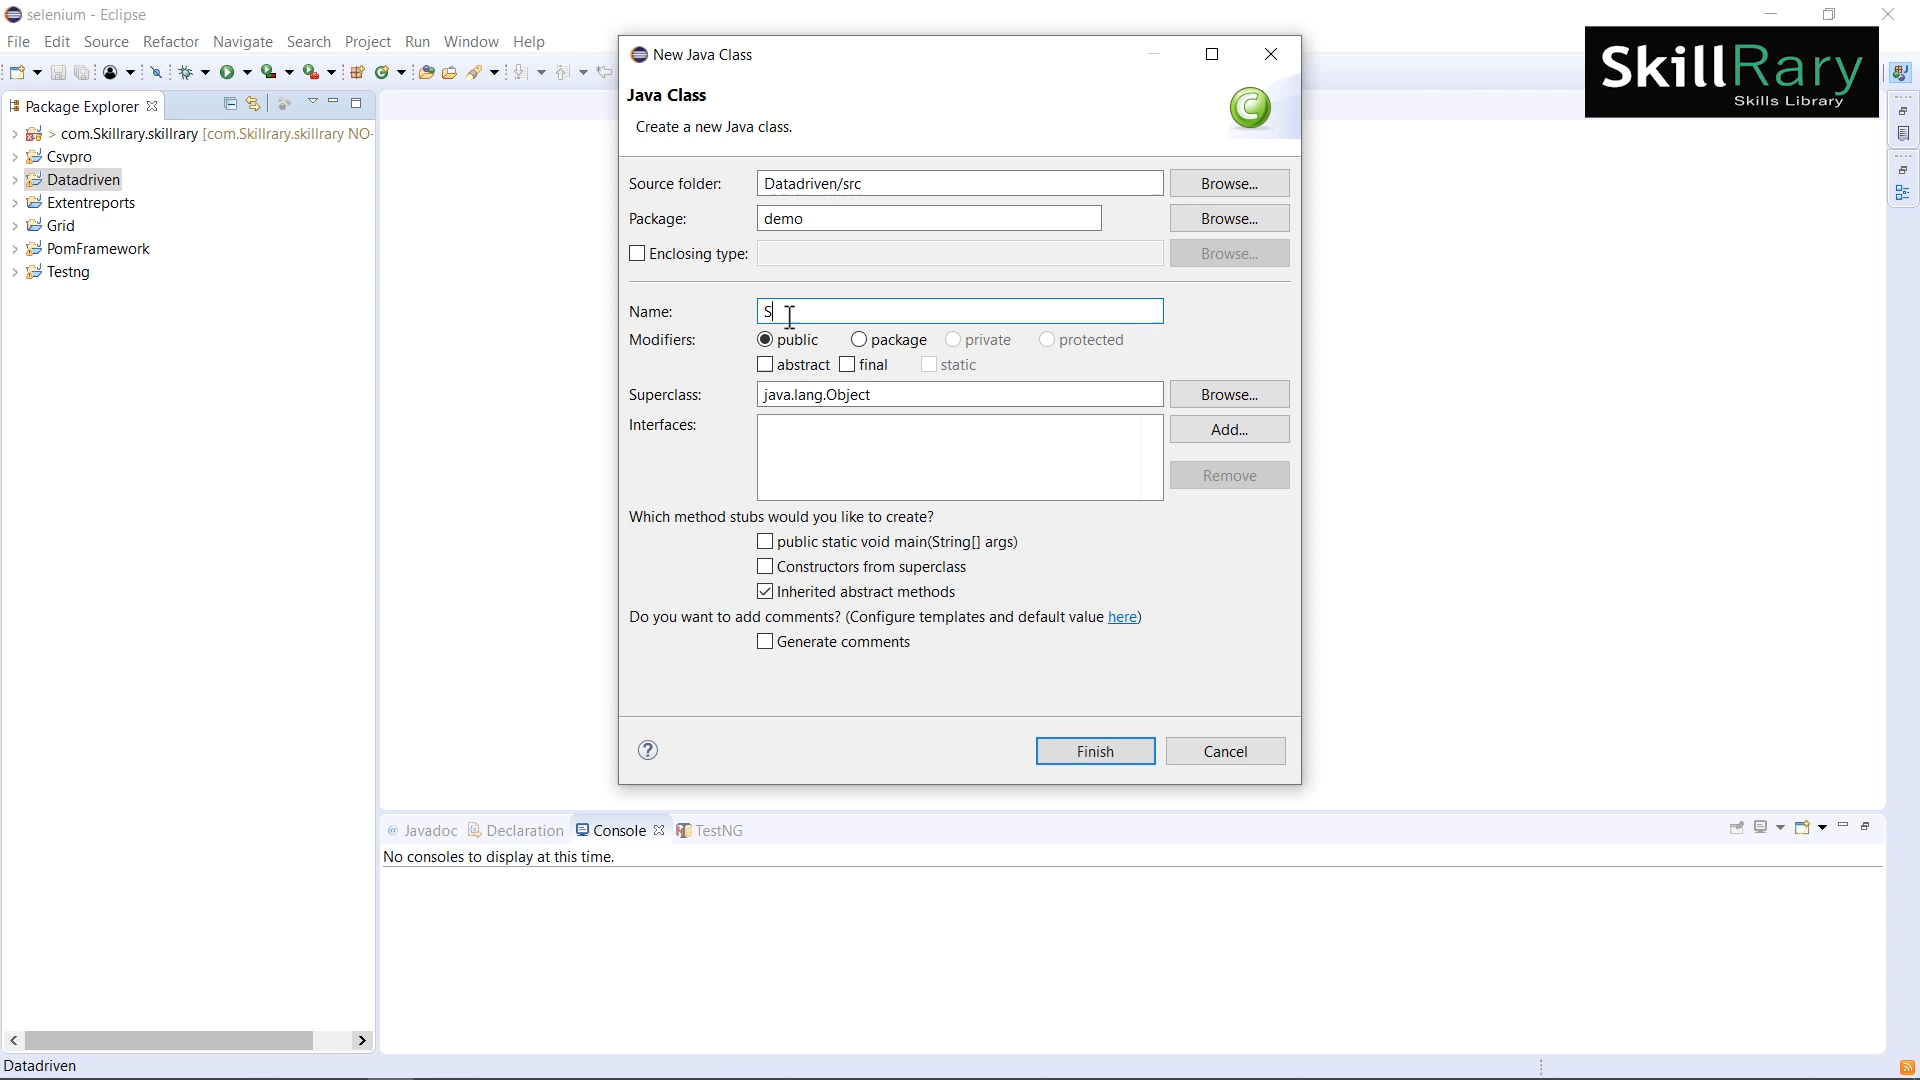 selenium - Eclipse
File Edit Source Refactor Navigate Search Project Run Window Help
SkillRary
Skills Library
Package Explorer
> com.Skillrary.skillrary [com.Skillrary.skillrary NO-
Csvpro
Datadriven
Extentreports
Grid
PomFramework
Testng
New Java Class
Java Class
Create a new Java class.
Source folder: Datadriven/src Browse...
Package: demo Browse...
Enclosing type: Browse...
Name: S
Modifiers: public package private protected
abstract final static
Superclass: java.lang.Object Browse...
Interfaces: Add...
Remove
Which method stubs would you like to create?
public static void main(String[] args)
Constructors from superclass
Inherited abstract methods
Do you want to add comments? (Configure templates and default value here)
Generate comments
Finish Cancel
@ Javadoc Declaration Console TestNG
No consoles to display at this time.
Datadriven